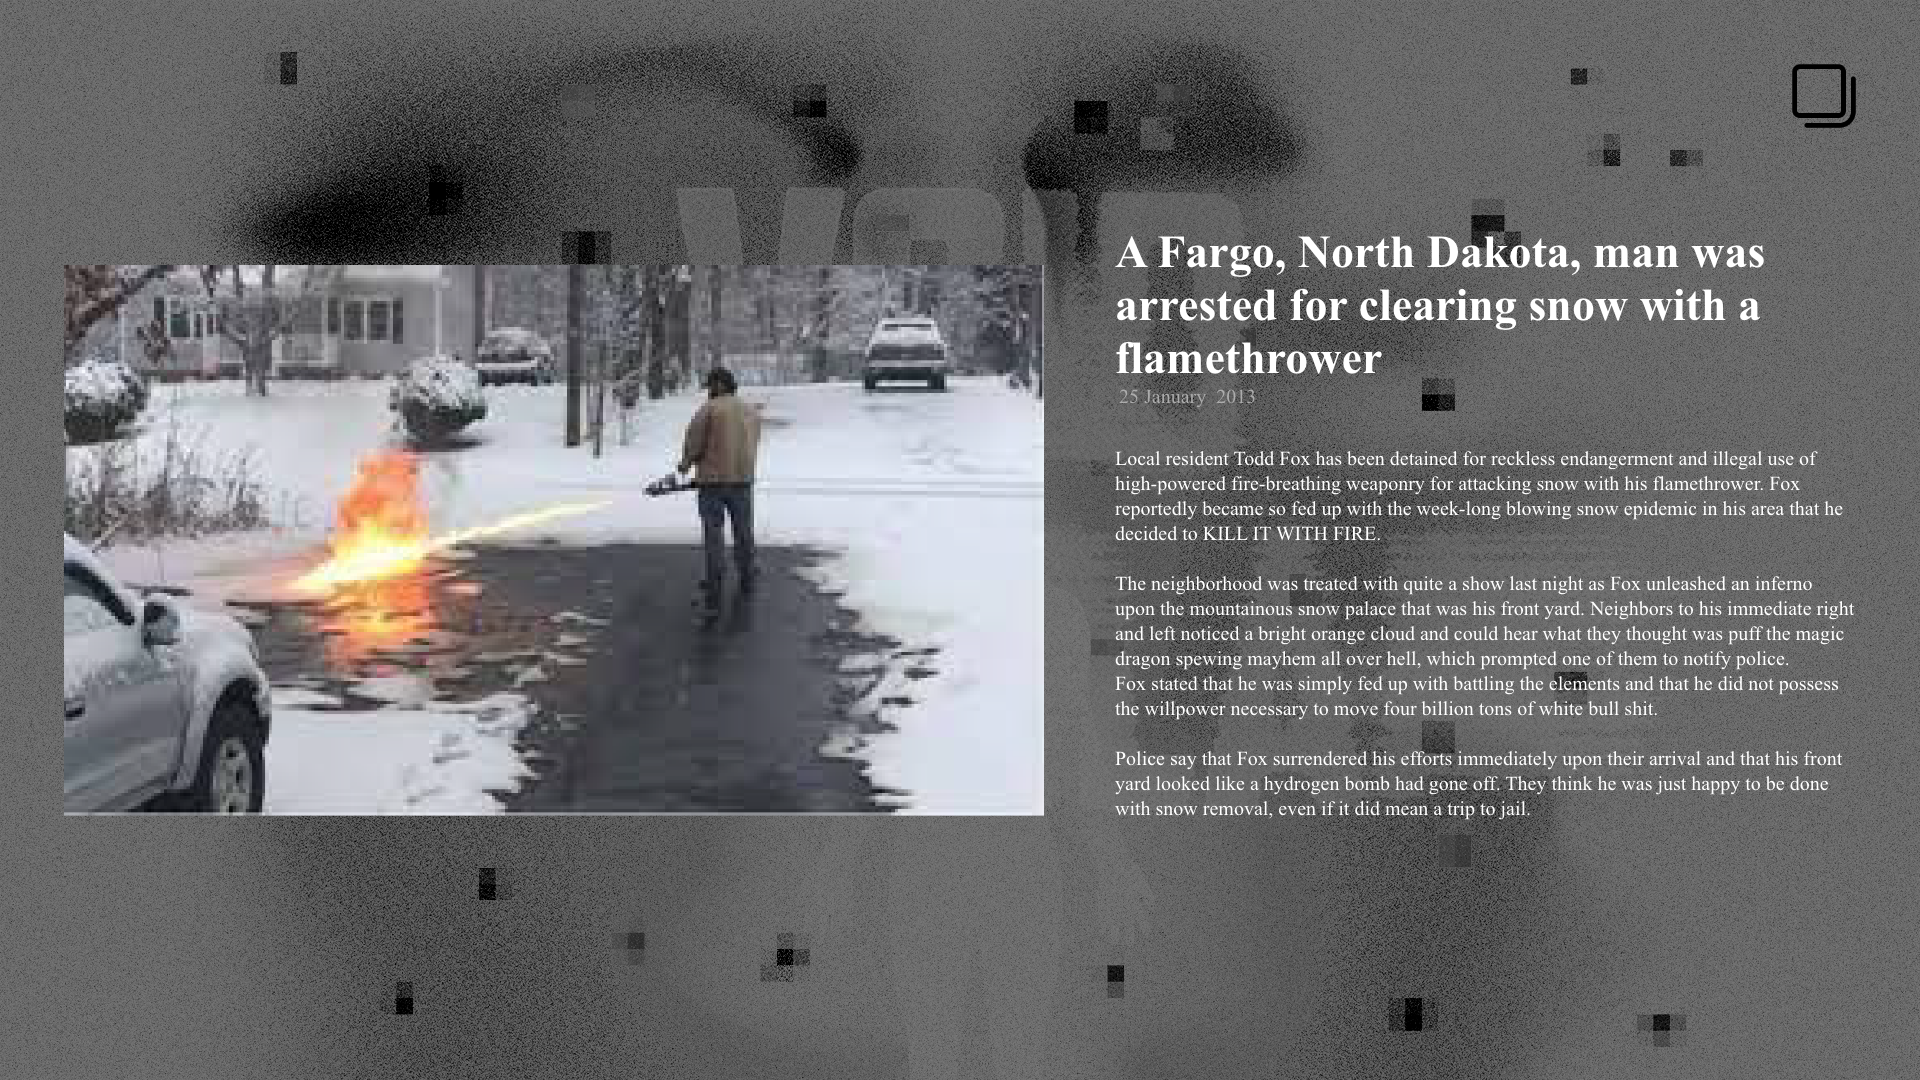 A Fargo, North Dakota, man was
arrested for clearing snow with a
flamethrower
25 January 2013
Local resident Todd Fox has been detained for reckless endangerment and illegal use of
high-powered fire-breathing weaponry for attacking snow with his flamethrower. Fox
reportedly became so fed up with the week-long blowing snow epidemic in his area that he
decided to KILL IT WITH FIRE.
The neighborhood was treated with quite a show last night as Fox unleashed an inferno
upon the mountainous snow palace that was his front yard. Neighbors to his immediate right
and left noticed a bright orange cloud and could hear what they thought was puff the magic
dragon spewing mayhem all over hell, which prompted one of them to notify police.
Fox stated that he was simply fed up with battling the elements and that he did not possess
the willpower necessary to move four billion tons of white bull shit.
Police say that Fox surrendered his efforts immediately upon their arrival and that his front
yard looked like a hydrogen bomb had gone off. They think he was just happy to be done
with snow removal, even if it did mean a trip to jail.